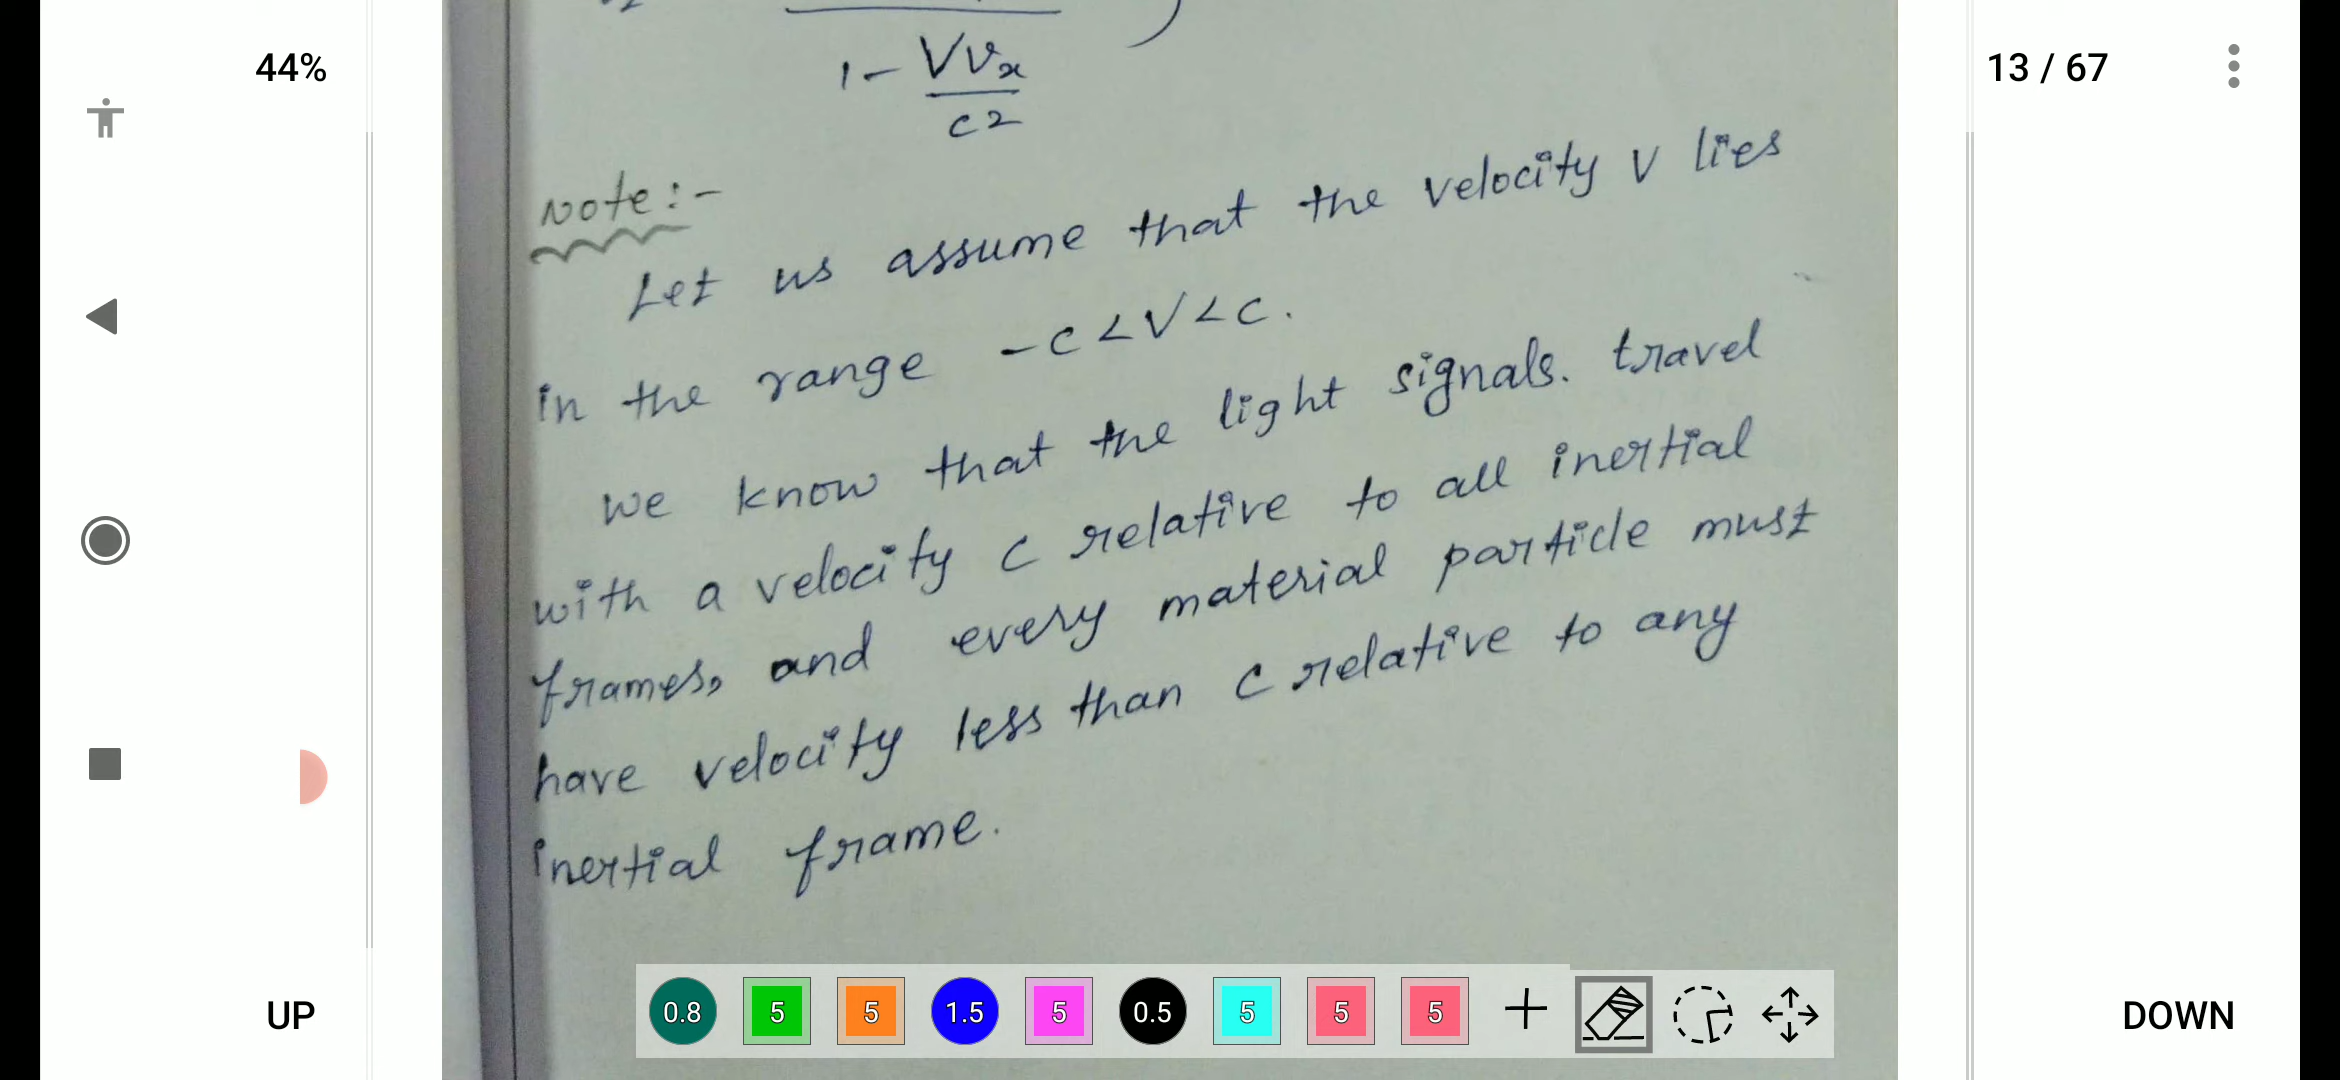 44%
13 / 67
1 - Vvx
c2
Note:-
Let us assume that the velocity V lies
in the range -c<V<c.
we know that the light signals. travel
with a velocity c relative to all inertial
frames, and every material particle must
have velocity less than c relative to any
inertial frame.
UP
0.8 5 5 1.5 5 0.5 5 5 5
DOWN